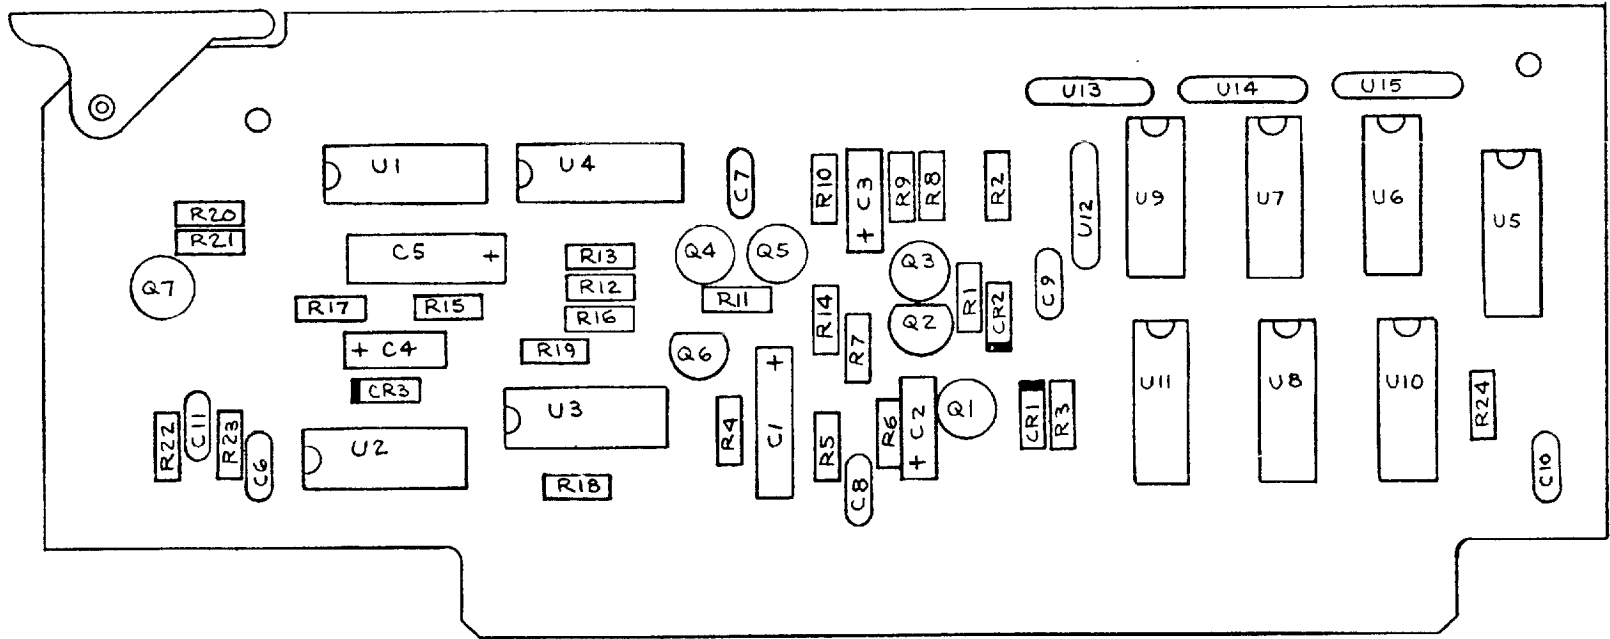 U13
U14
U15
U1
U4
C7
R10
C3
+
R9
R8
R2
U12
U9
U7
U6
U5
R20
R21
C5 +
R13
Q4
Q5
Q3
Q7
R12
R11
R1
CR2
C9
R17
R15
R16
R14
Q2
+ C4
R19
Q6
R7
+
C1
CR3
U3
R4
R5
R6
C2
+
Q1
CR1
R3
U11
U8
U10
R24
R22
C11
R23
C6
U2
R18
C8
C10